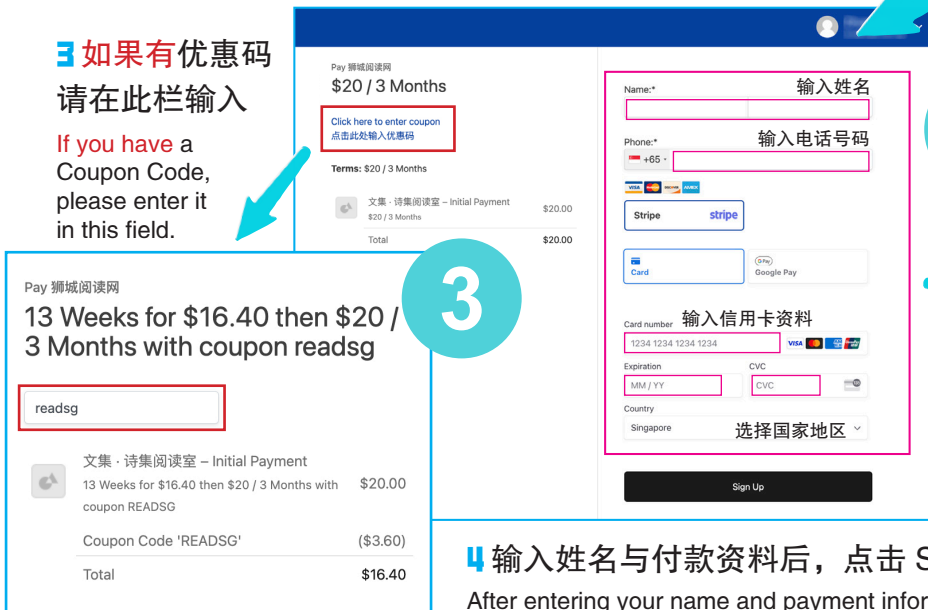 3 如果有优惠码
请在此栏输入
If you have a
Coupon Code,
please enter it
in this field.
Pay 狮城阅读网
$20 / 3 Months
Click here to enter coupon
点击此处输入优惠码
Terms: $20 / 3 Months
文集 · 诗集阅读室 – Initial Payment $20.00
$20 / 3 Months
Total $20.00
Name:* 输入姓名
Phone:* 输入电话号码
+65
VISA DISCOVER AMEX
Stripe stripe
Card
G Pay
Google Pay
Card number 输入信用卡资料
1234 1234 1234 1234 VISA
Expiration CVC
MM / YY CVC
Country
Singapore 选择国家地区
Sign Up
3
Pay 狮城阅读网
13 Weeks for $16.40 then $20 /
3 Months with coupon readsg
readsg
文集 · 诗集阅读室 – Initial Payment
13 Weeks for $16.40 then $20 / 3 Months with $20.00
coupon READSG
Coupon Code 'READSG' ($3.60)
Total $16.40
4 输入姓名与付款资料后，点击 S
After entering your name and payment infor